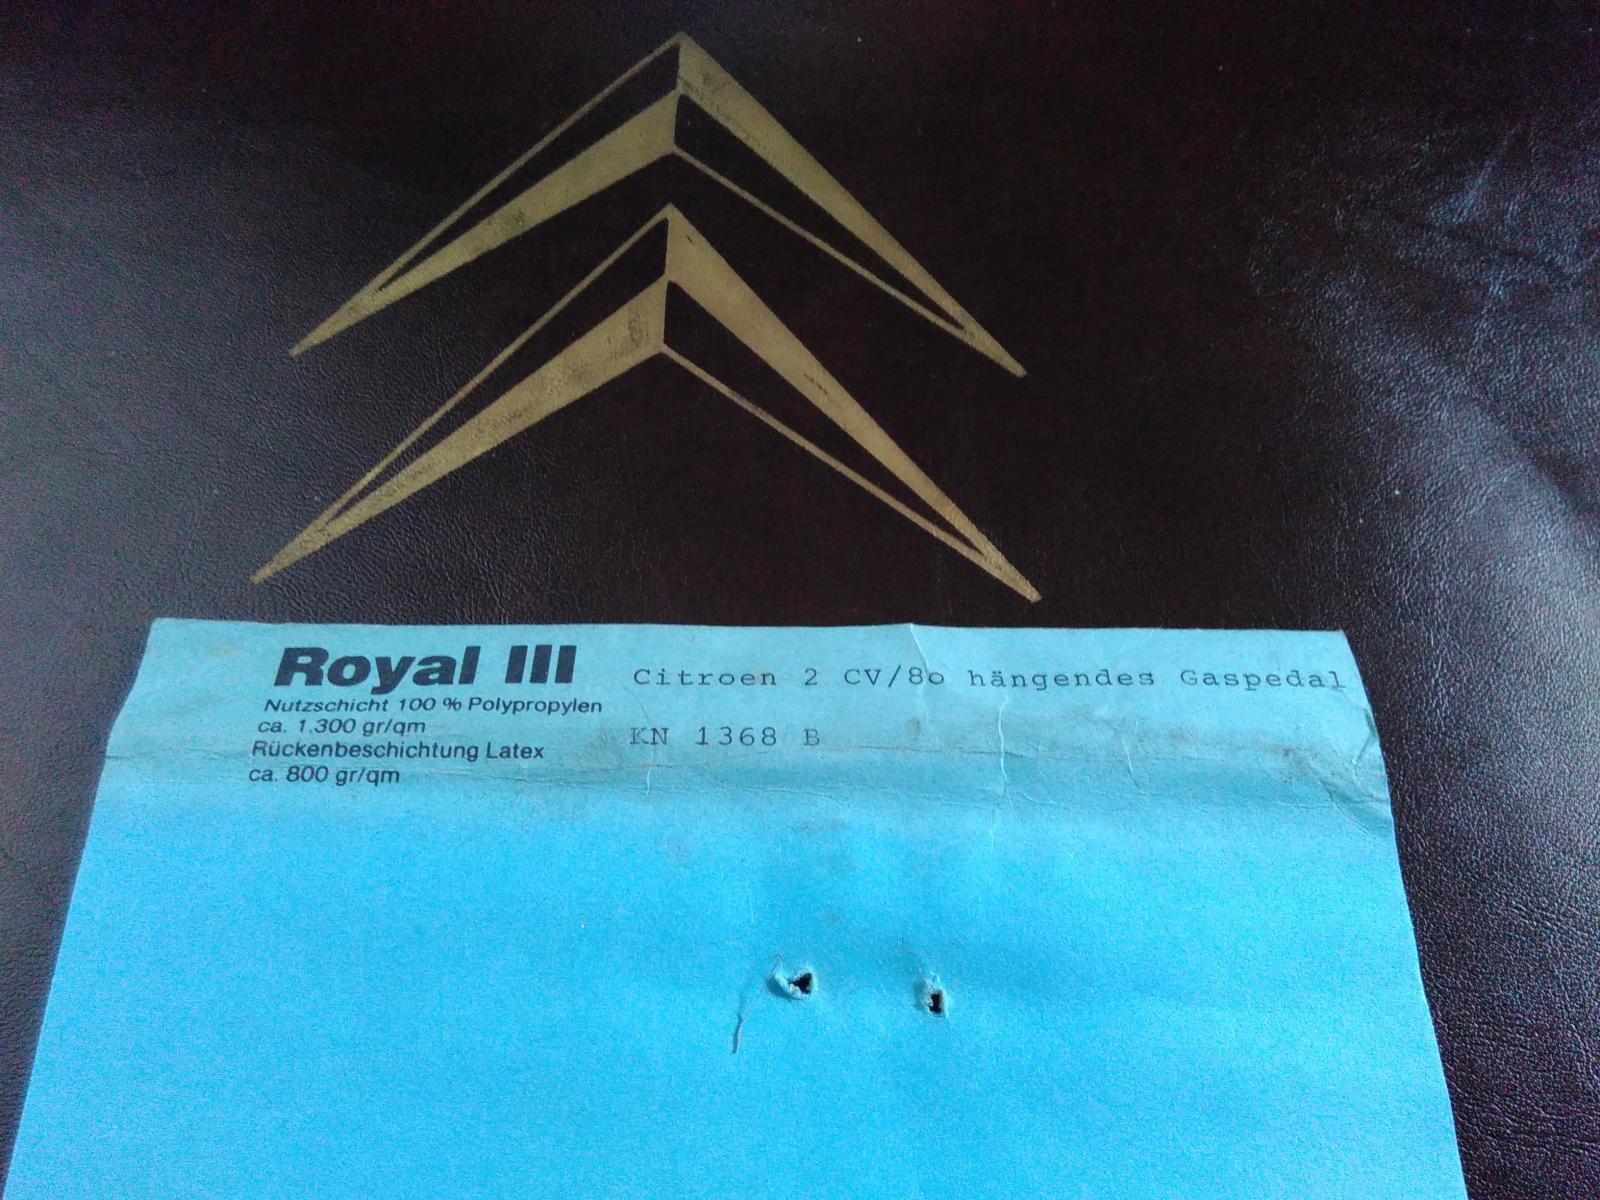 Royal III
Nutzschicht 100 % Polypropylen
ca. 1.300 gr/qm
Rückenbeschichtung Latex
ca. 800 gr/qm
Citroen 2 CV/8o hängendes Gaspedal
KN 1368 B